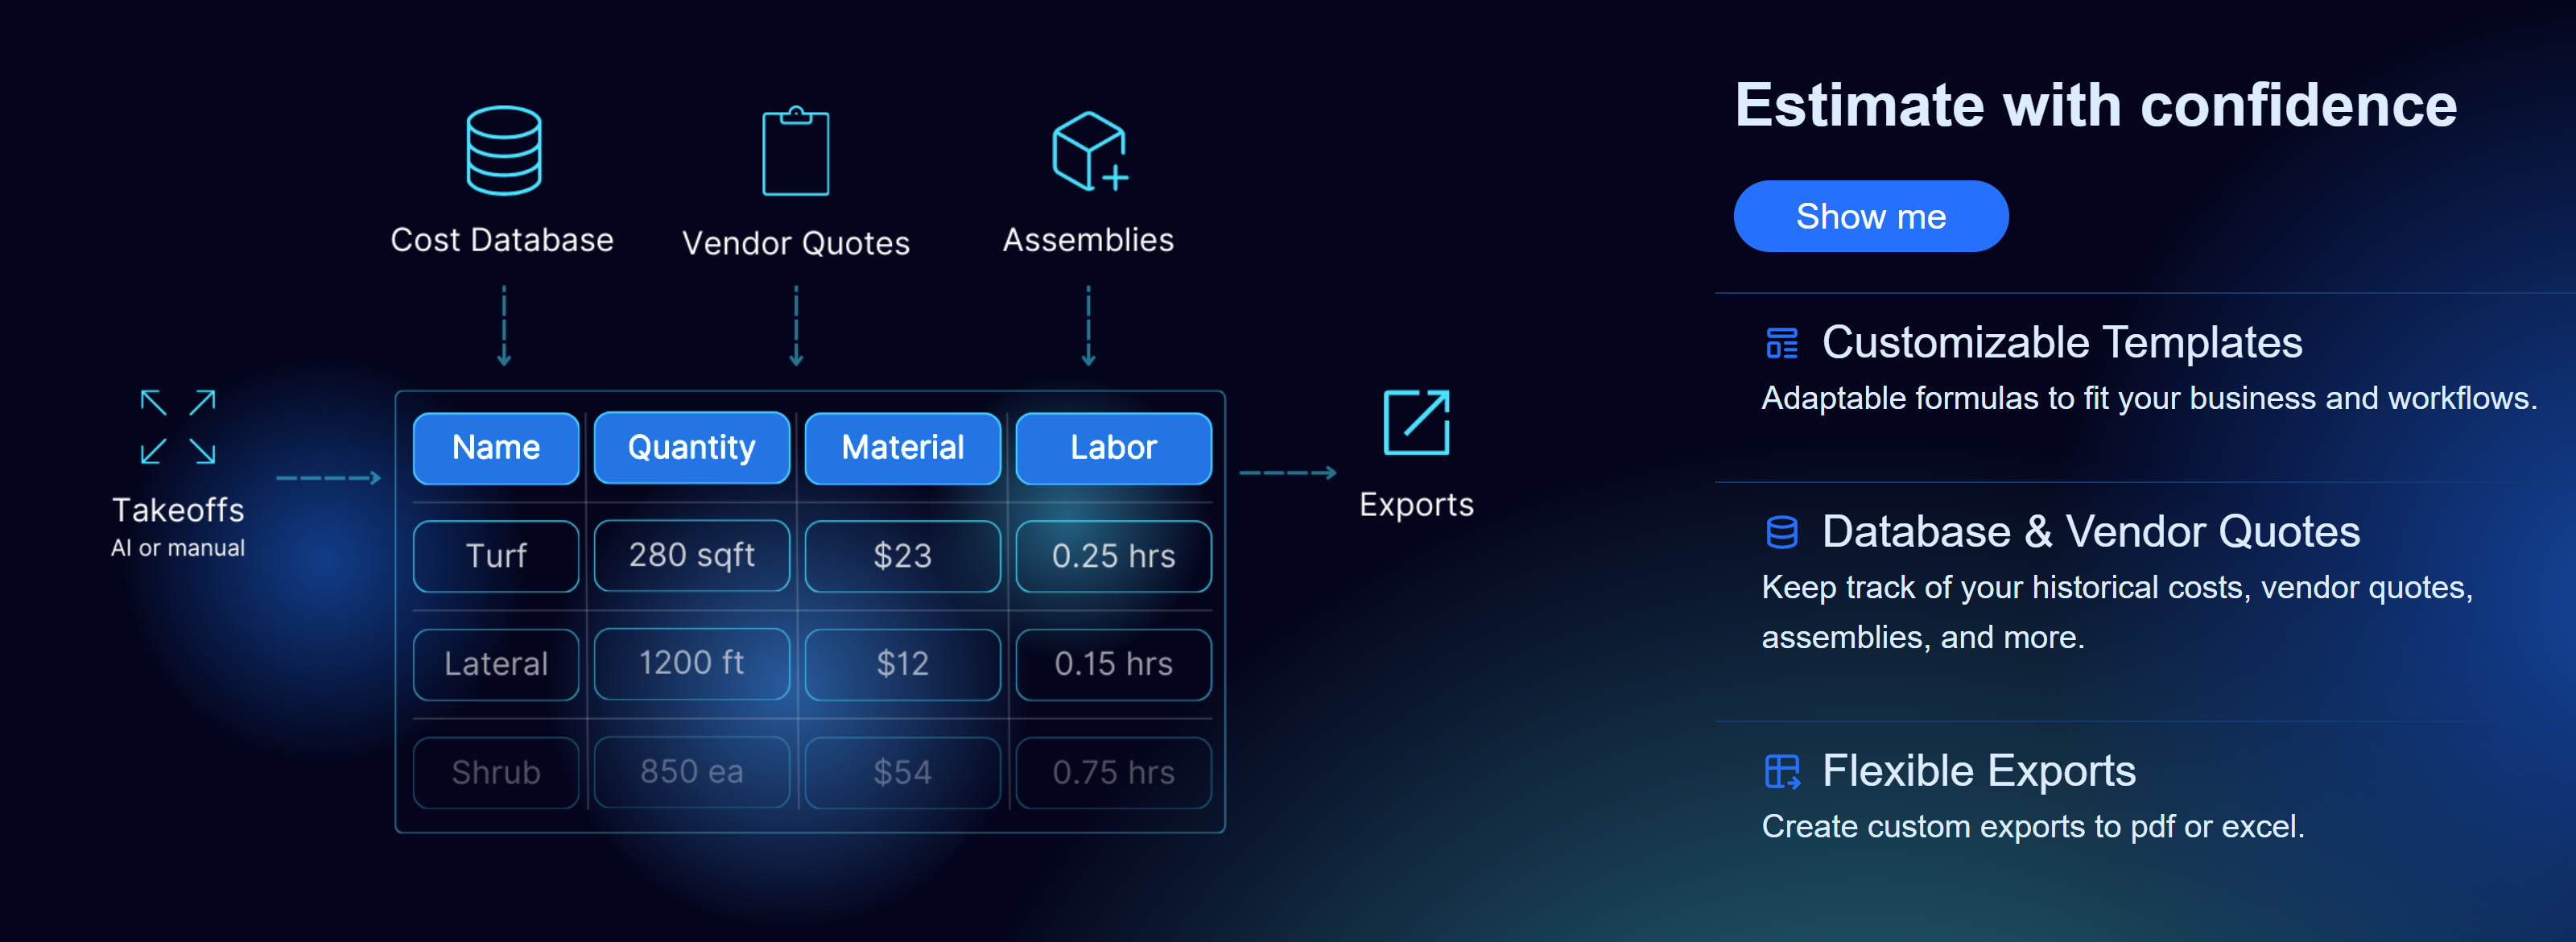 Cost Database
Vendor Quotes
Assemblies
Takeoffs
AI or manual
Name Quantity Material Labor
Turf 280 sqft $23 0.25 hrs
Lateral 1200 ft $12 0.15 hrs
Shrub 850 ea $54 0.75 hrs
Exports
Estimate with confidence
Show me
Customizable Templates
Adaptable formulas to fit your business and workflows.
Database & Vendor Quotes
Keep track of your historical costs, vendor quotes,
assemblies, and more.
Flexible Exports
Create custom exports to pdf or excel.